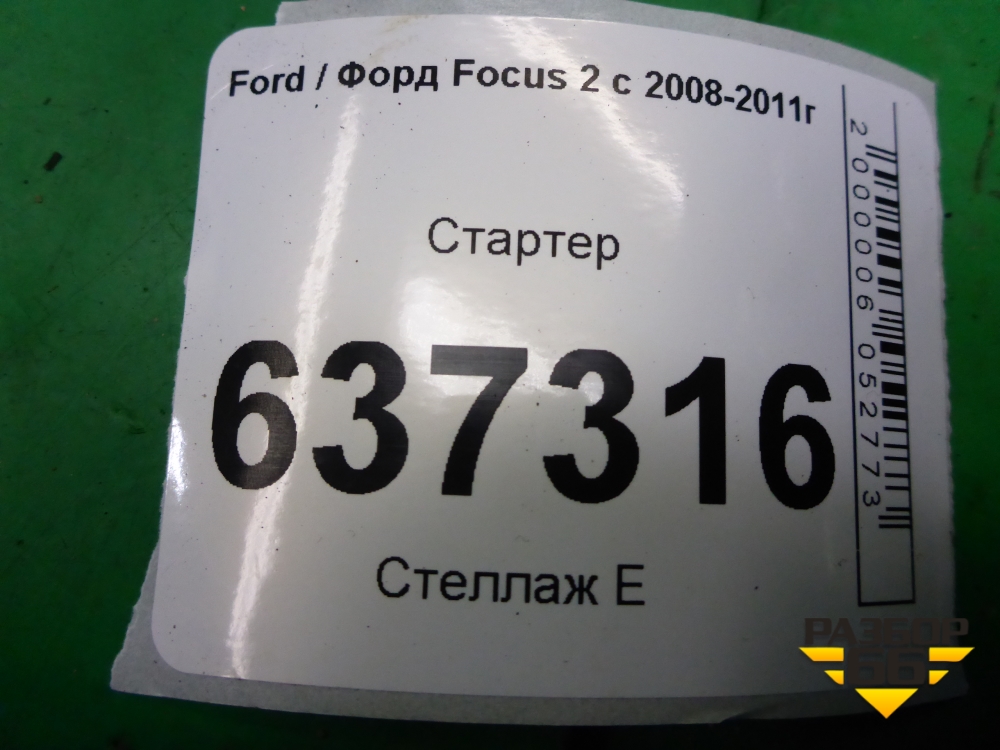 Ford / Форд Focus 2 с 2008-2011г
Стартер
637316
Стеллаж Е
2000006052773
РАЗБОР
66